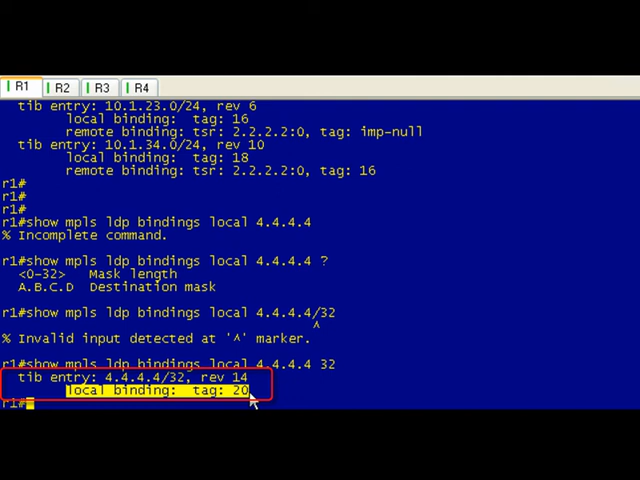 R1 R2 R3 R4
tib entry: 10.1.23.0/24, rev 6
local binding: tag: 16
remote binding: tsr: 2.2.2.2:0, tag: imp-null
tib entry: 10.1.34.0/24, rev 10
local binding: tag: 18
remote binding: tsr: 2.2.2.2:0, tag: 16
r1#
r1#
r1#
r1#show mpls ldp bindings local 4.4.4.4
% Incomplete command.
r1#show mpls ldp bindings local 4.4.4.4 ?
<0-32> Mask length
A.B.C.D Destination mask
r1#show mpls ldp bindings local 4.4.4.4/32
^
% Invalid input detected at '^' marker.
r1#show mpls ldp bindings local 4.4.4.4 32
tib entry: 4.4.4.4/32, rev 14
local binding: tag: 20
r1#